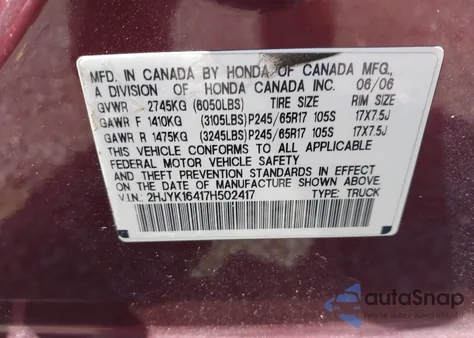 MFD. IN CANADA BY HONDA OF CANADA MFG.,
A DIVISION OF HONDA CANADA INC. 06/06
GVWR 2745KG (6050LBS) TIRE SIZE RIM SIZE
GAWR F 1410KG (3105LBS) P245/65R17 105S 17X7.5J
GAWR R 1475KG (3245LBS) P245/65R17 105S 17X7.5J
THIS VEHICLE CONFORMS TO ALL APPLICABLE
FEDERAL MOTOR VEHICLE SAFETY
AND THEFT PREVENTION STANDARDS IN EFFECT
ON THE DATE OF MANUFACTURE SHOWN ABOVE.
V.I.N.: 2HJYK16417H502417 TYPE: TRUCK
autoSnap